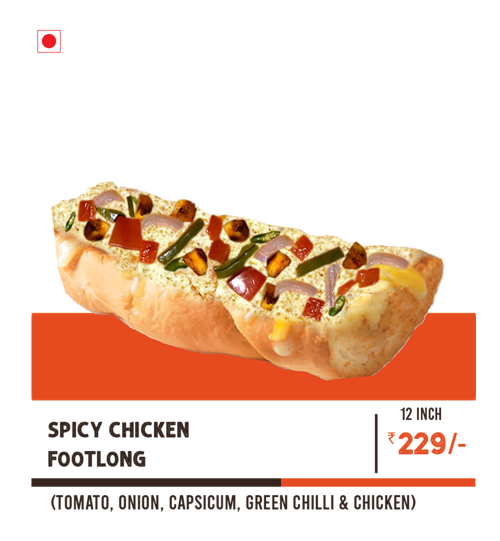 SPICY CHICKEN
FOOTLONG
12 INCH
₹229/-
(TOMATO, ONION, CAPSICUM, GREEN CHILLI & CHICKEN)